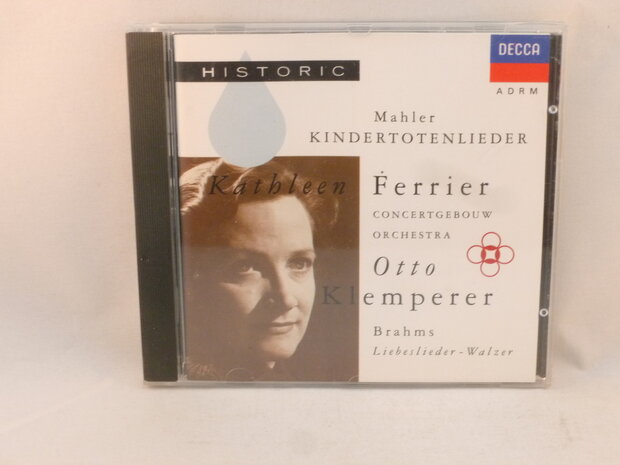 HISTORIC
DECCA
ADRM
Mahler
KINDERTOTENLIEDER
Kathleen Ferrier
CONCERTGEBOUW
ORCHESTRA
Otto
Klemperer
Brahms
Liebeslieder-Walzer